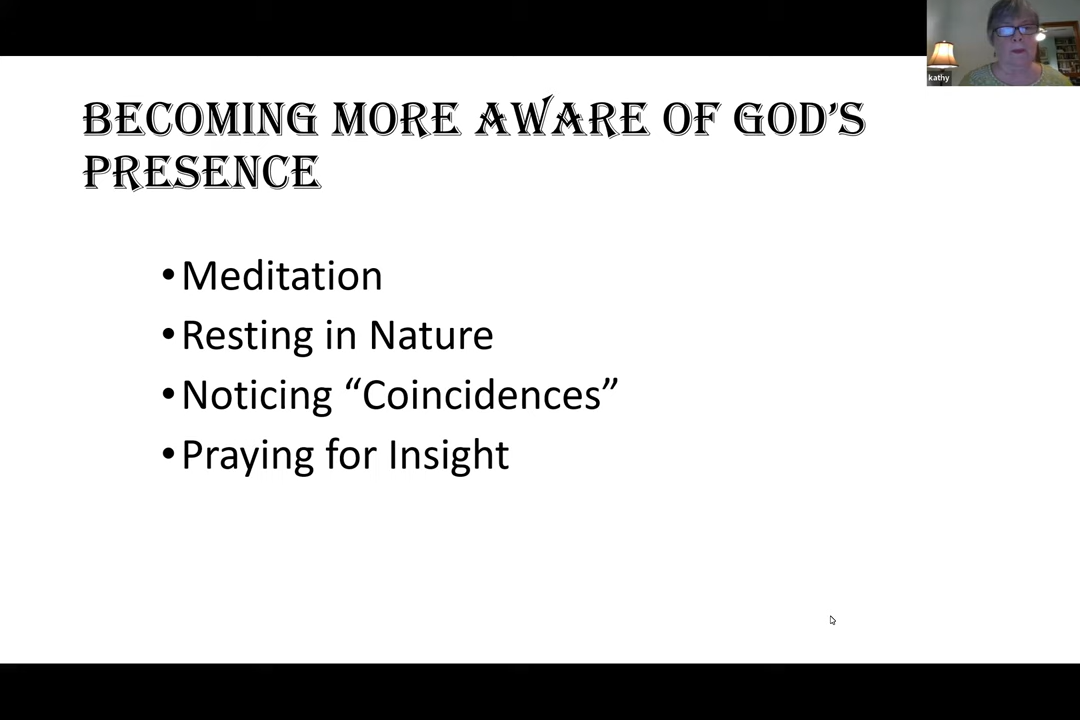 kathy
BECOMING MORE AWARE OF GOD’S
PRESENCE
•Meditation
•Resting in Nature
•Noticing “Coincidences”
•Praying for Insight